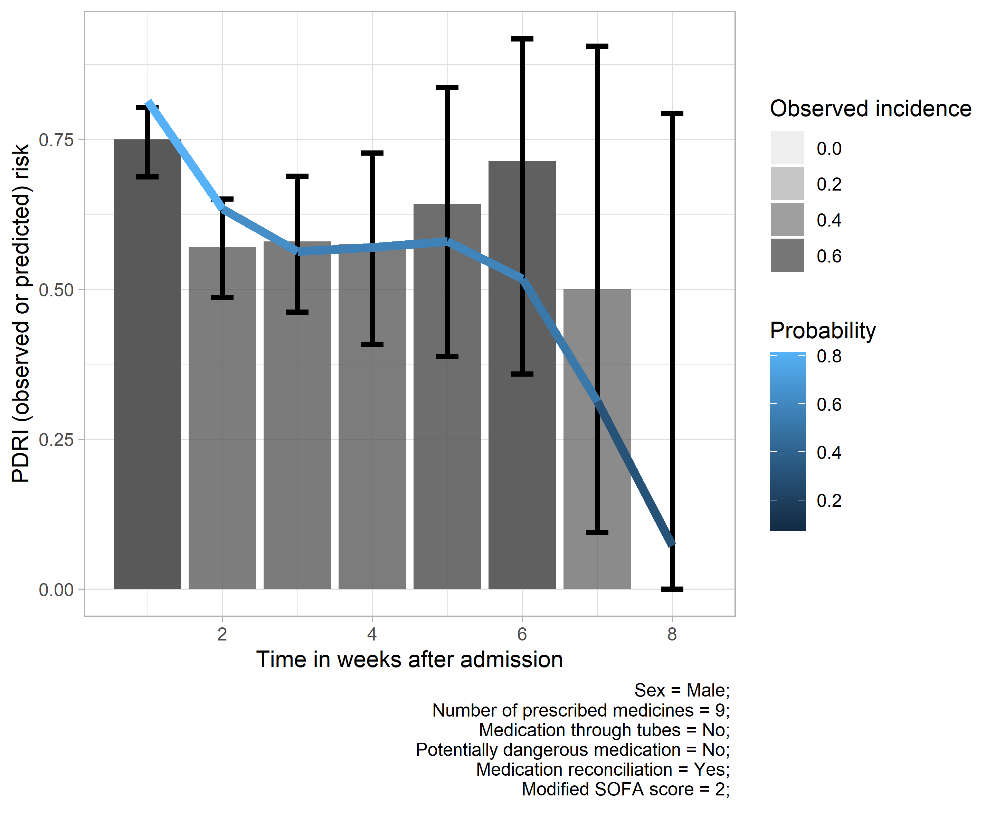 PDRI (observed or predicted) risk
0.75
0.50
0.25
0.00
2 4 6 8
Time in weeks after admission
Observed incidence
0.0
0.2
0.4
0.6
Probability
0.8
0.6
0.4
0.2
Sex = Male;
Number of prescribed medicines = 9;
Medication through tubes = No;
Potentially dangerous medication = No;
Medication reconciliation = Yes;
Modified SOFA score = 2;